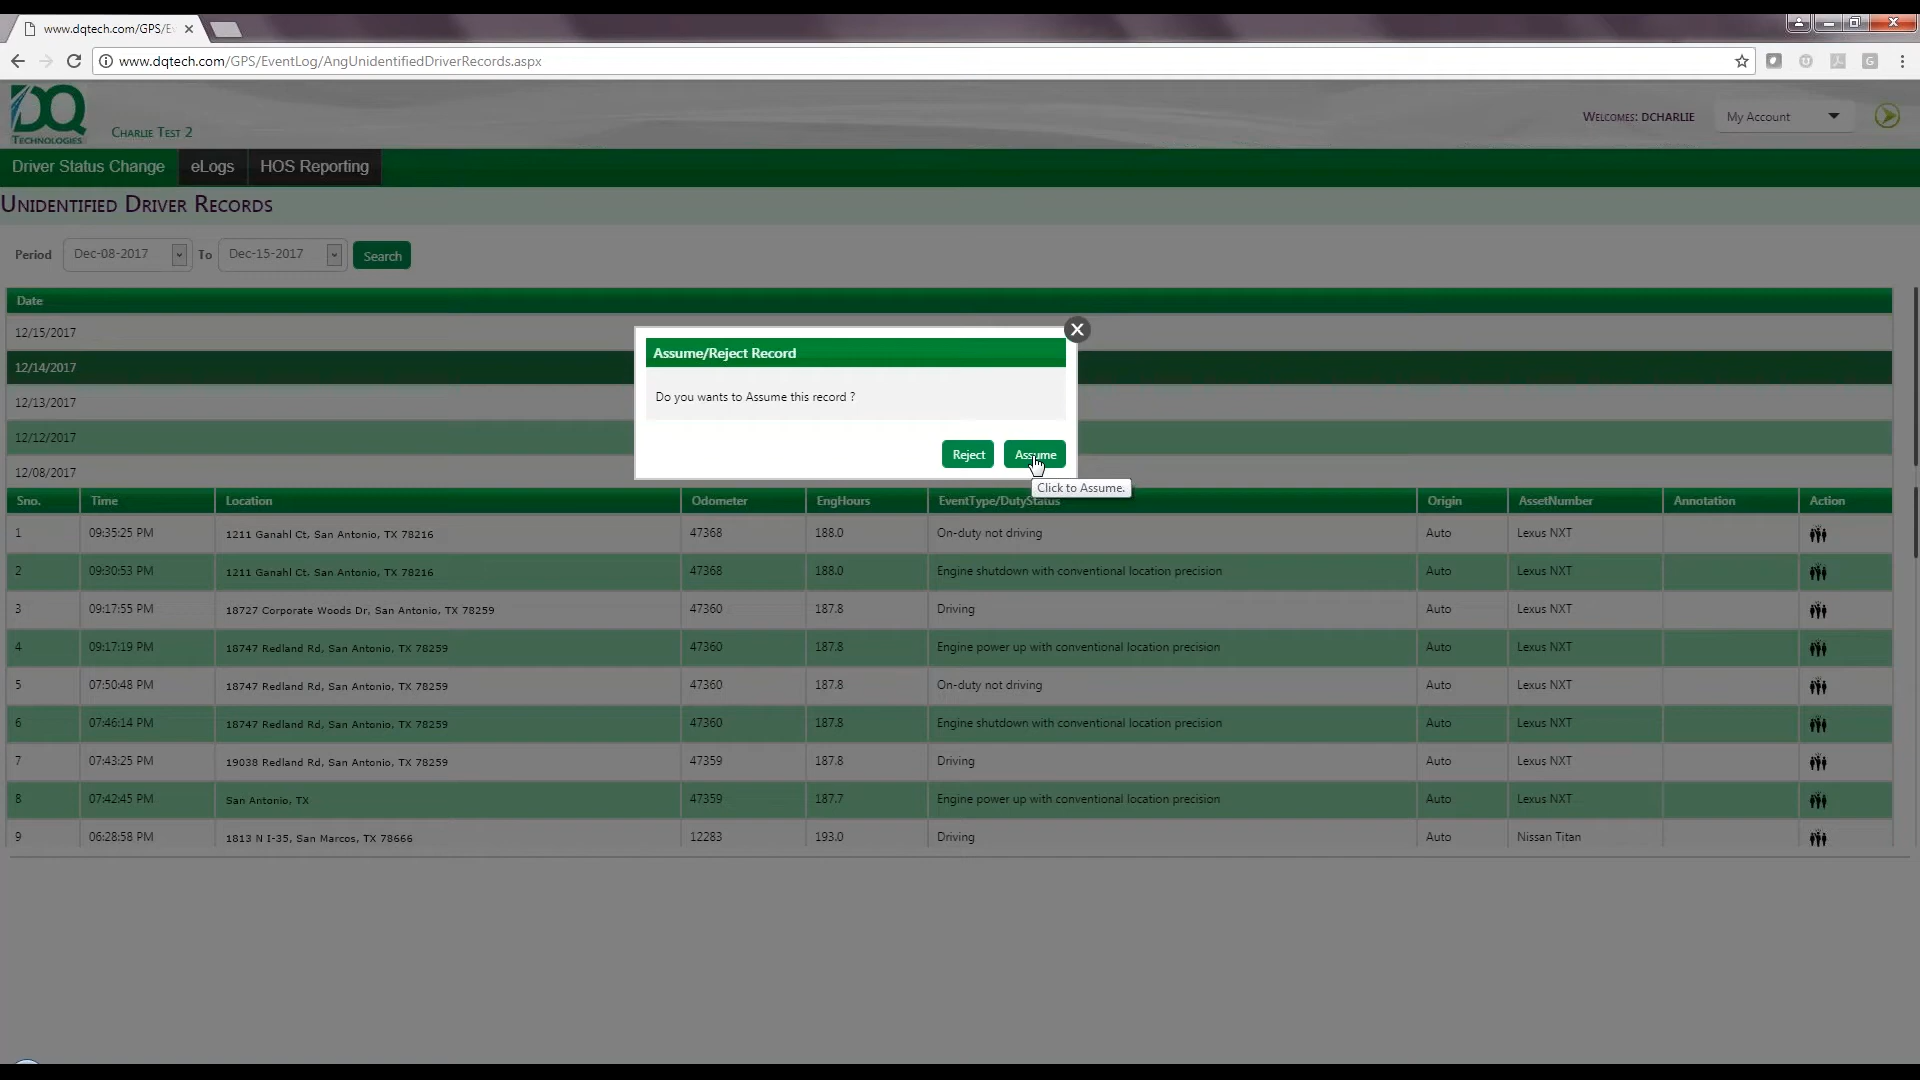 www.dqtech.com/GPS/E
www.dqtech.com/GPS/EventLog/AngUnidentifiedDriverRecords.aspx
DQ
Technologies
Charlie Test 2
Welcomes: DCHARLIE
My Account
Driver Status Change eLogs HOS Reporting
Unidentified Driver Records
Period Dec-08-2017 To Dec-15-2017 Search
Date
12/15/2017
12/14/2017
12/13/2017
12/12/2017
12/08/2017
Assume/Reject Record
Do you wants to Assume this record ?
Reject Assume
Click to Assume.
Sno. Time Location Odometer EngHours EventType/DutyStatus Origin AssetNumber Annotation Action
1 09:35:25 PM 1211 Ganahl Ct, San Antonio, TX 78216 47368 188.0 On-duty not driving Auto Lexus NXT
2 09:30:53 PM 1211 Ganahl Ct, San Antonio, TX 78216 47368 188.0 Engine shutdown with conventional location precision Auto Lexus NXT
3 09:17:55 PM 18727 Corporate Woods Dr, San Antonio, TX 78259 47360 187.8 Driving Auto Lexus NXT
4 09:17:19 PM 18747 Redland Rd, San Antonio, TX 78259 47360 187.8 Engine power up with conventional location precision Auto Lexus NXT
5 07:50:48 PM 18747 Redland Rd, San Antonio, TX 78259 47360 187.8 On-duty not driving Auto Lexus NXT
6 07:46:14 PM 18747 Redland Rd, San Antonio, TX 78259 47360 187.8 Engine shutdown with conventional location precision Auto Lexus NXT
7 07:43:25 PM 19038 Redland Rd, San Antonio, TX 78259 47359 187.8 Driving Auto Lexus NXT
8 07:42:45 PM San Antonio, TX 47359 187.7 Engine power up with conventional location precision Auto Lexus NXT
9 06:28:58 PM 1813 N I-35, San Marcos, TX 78666 12283 193.0 Driving Auto Nissan Titan